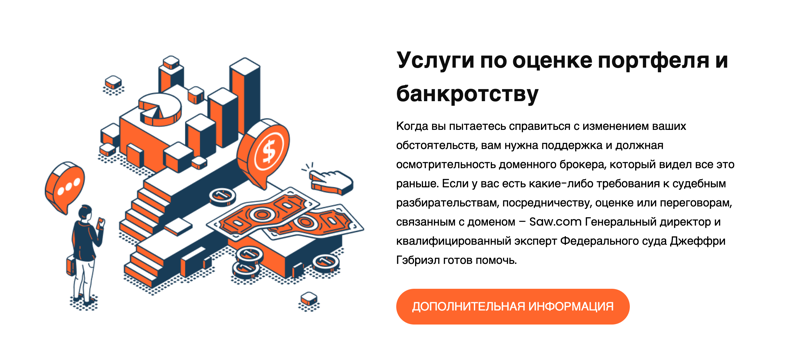 Услуги по оценке портфеля и
банкротству
Когда вы пытаетесь справиться с изменением ваших
обстоятельств, вам нужна поддержка и должная
осмотрительность доменного брокера, который видел все это
раньше. Если у вас есть какие-либо требования к судебным
разбирательствам, посредничеству, оценке или переговорам,
связанным с доменом – Saw.com Генеральный директор и
квалифицированный эксперт Федерального суда Джеффри
Гэбриэл готов помочь.
ДОПОЛНИТЕЛЬНАЯ ИНФОРМАЦИЯ